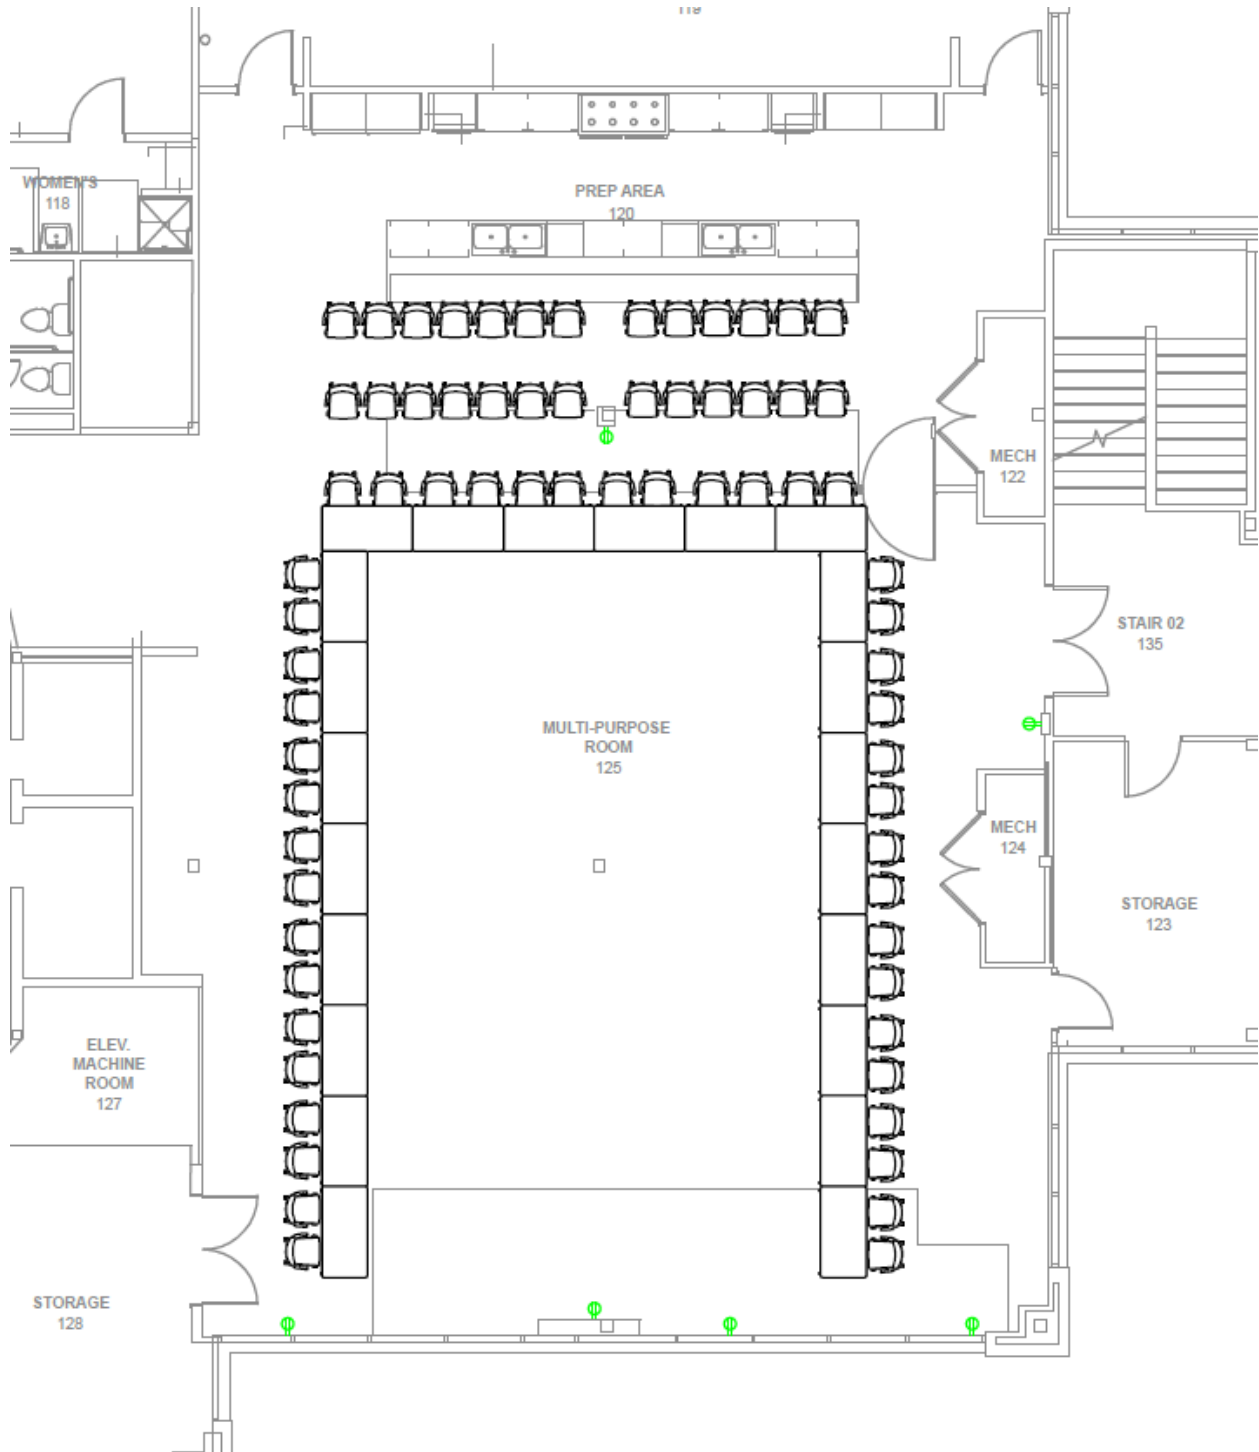 119
WOMEN'S
118
PREP AREA
120
MECH
122
STAIR 02
135
MULTI-PURPOSE
ROOM
125
MECH
124
STORAGE
123
ELEV.
MACHINE
ROOM
127
STORAGE
128